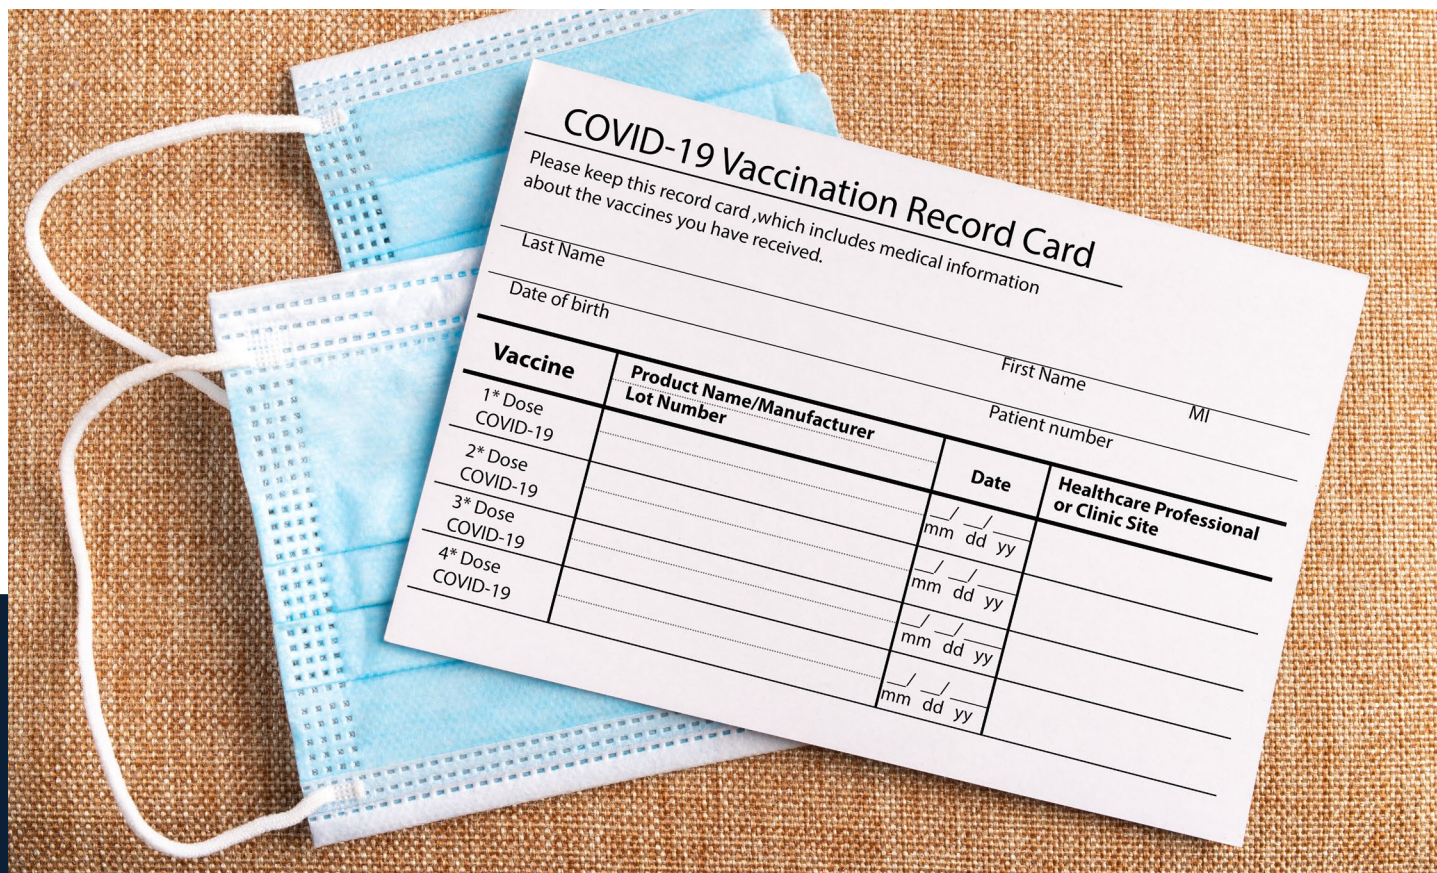 COVID-19 Vaccination Record Card
Please keep this record card ,which includes medical information
about the vaccines you have received.
Last Name
First Name
MI
Date of birth
Patient number
Vaccine
Product Name/Manufacturer
Lot Number
Date
Healthcare Professional
or Clinic Site
1* Dose
COVID-19
mm dd yy
2* Dose
COVID-19
mm dd yy
3* Dose
COVID-19
mm dd yy
4* Dose
COVID-19
mm dd yy